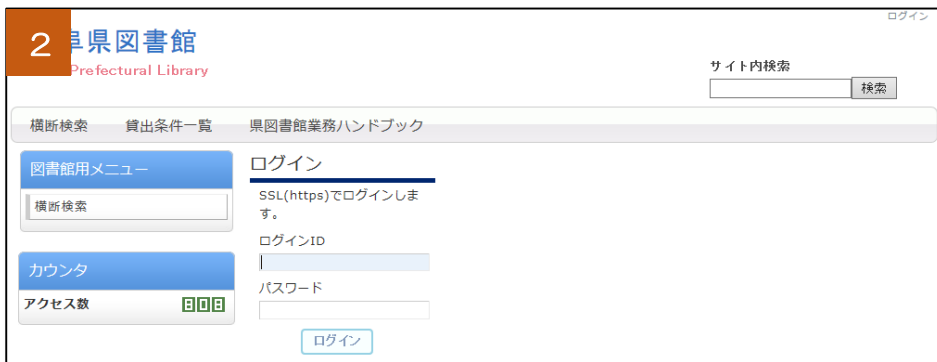 ログイン
2
阜県図書館
Prefectural Library
サイト内検索
検索
横断検索 貸出条件一覧 県図書館業務ハンドブック
図書館用メニュー
横断検索
カウンタ
アクセス数 808
ログイン
SSL(https)でログインしま
す。
ログインID
パスワード
ログイン